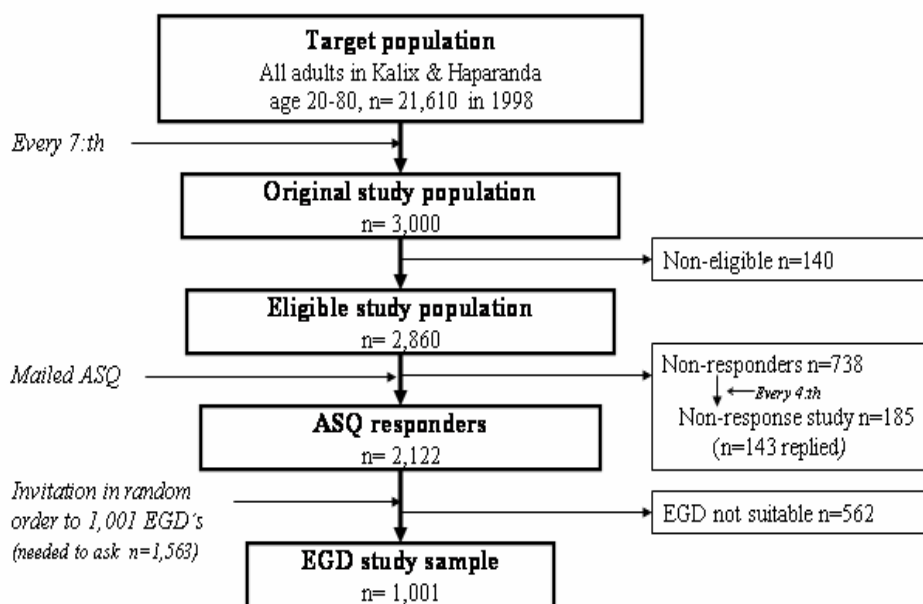 Target population
All adults in Kalix & Haparanda
age 20-80, n= 21,610 in 1998
Every 7:th
Original study population
n= 3,000
Non-eligible n=140
Eligible study population
n= 2,860
Mailed ASQ
Non-responders n=738
Every 4:th
Non-response study n=185
(n=143 replied)
ASQ responders
n= 2,122
Invitation in random
order to 1,001 EGD´s
(needed to ask n=1,563)
EGD not suitable n=562
EGD study sample
n= 1,001